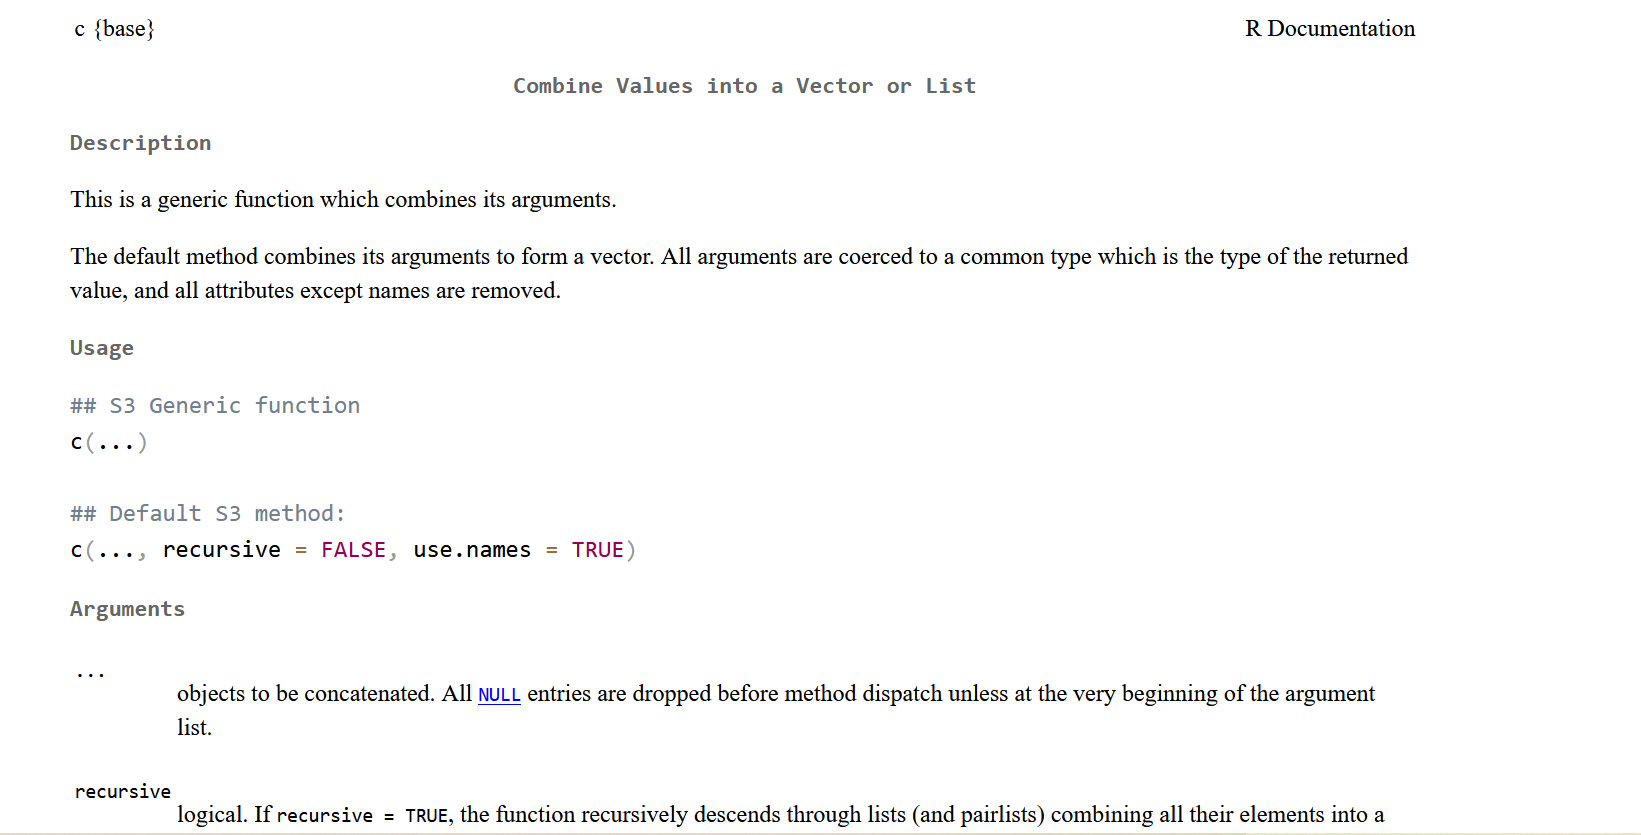 c {base}
R Documentation
Combine Values into a Vector or List
Description
This is a generic function which combines its arguments.
The default method combines its arguments to form a vector. All arguments are coerced to a common type which is the type of the returned
value, and all attributes except names are removed.
Usage
## S3 Generic function
c(...)
## Default S3 method:
c(..., recursive = FALSE, use.names = TRUE)
Arguments
...
objects to be concatenated. All NULL entries are dropped before method dispatch unless at the very beginning of the argument
list.
recursive
logical. If recursive = TRUE, the function recursively descends through lists (and pairlists) combining all their elements into a